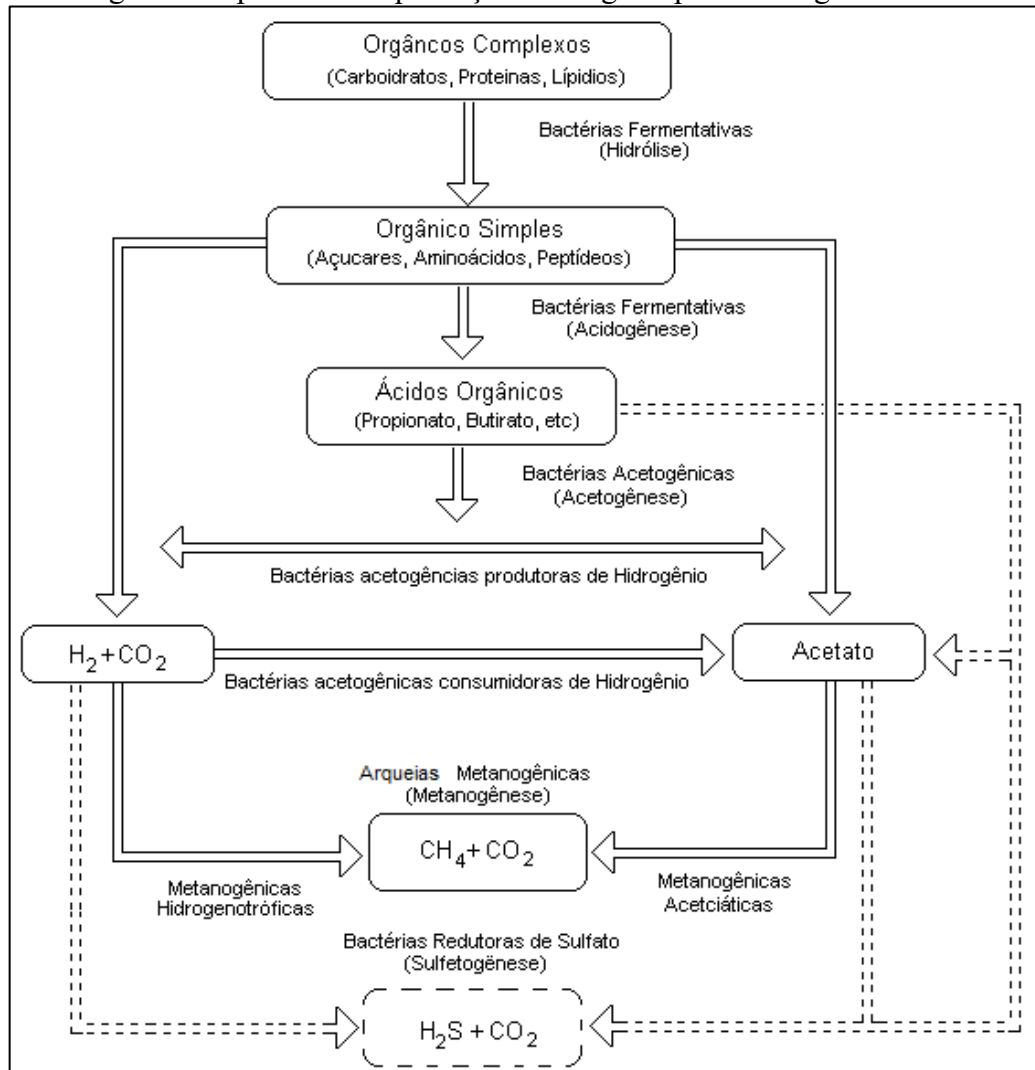 Orgâncos Complexos
(Carboidratos, Proteinas, Lípidios)
Bactérias Fermentativas
(Hidrólise)
Orgânico Simples
(Açucares, Aminoácidos, Peptídeos)
Bactérias Fermentativas
(Acidogênese)
Ácidos Orgânicos
(Propionato, Butirato, etc)
Bactérias Acetogênicas
(Acetogênese)
Bactérias acetogências produtoras de Hidrogênio
H2+CO2
Acetato
Bactérias acetogênicas consumidoras de Hidrogênio
Arqueias Metanogênicas
(Metanogênese)
CH4+CO2
Metanogênicas
Hidrogenotróficas
Metanogênicas
Acetciáticas
Bactérias Redutoras de Sulfato
(Sulfetogënese)
H2S+CO2